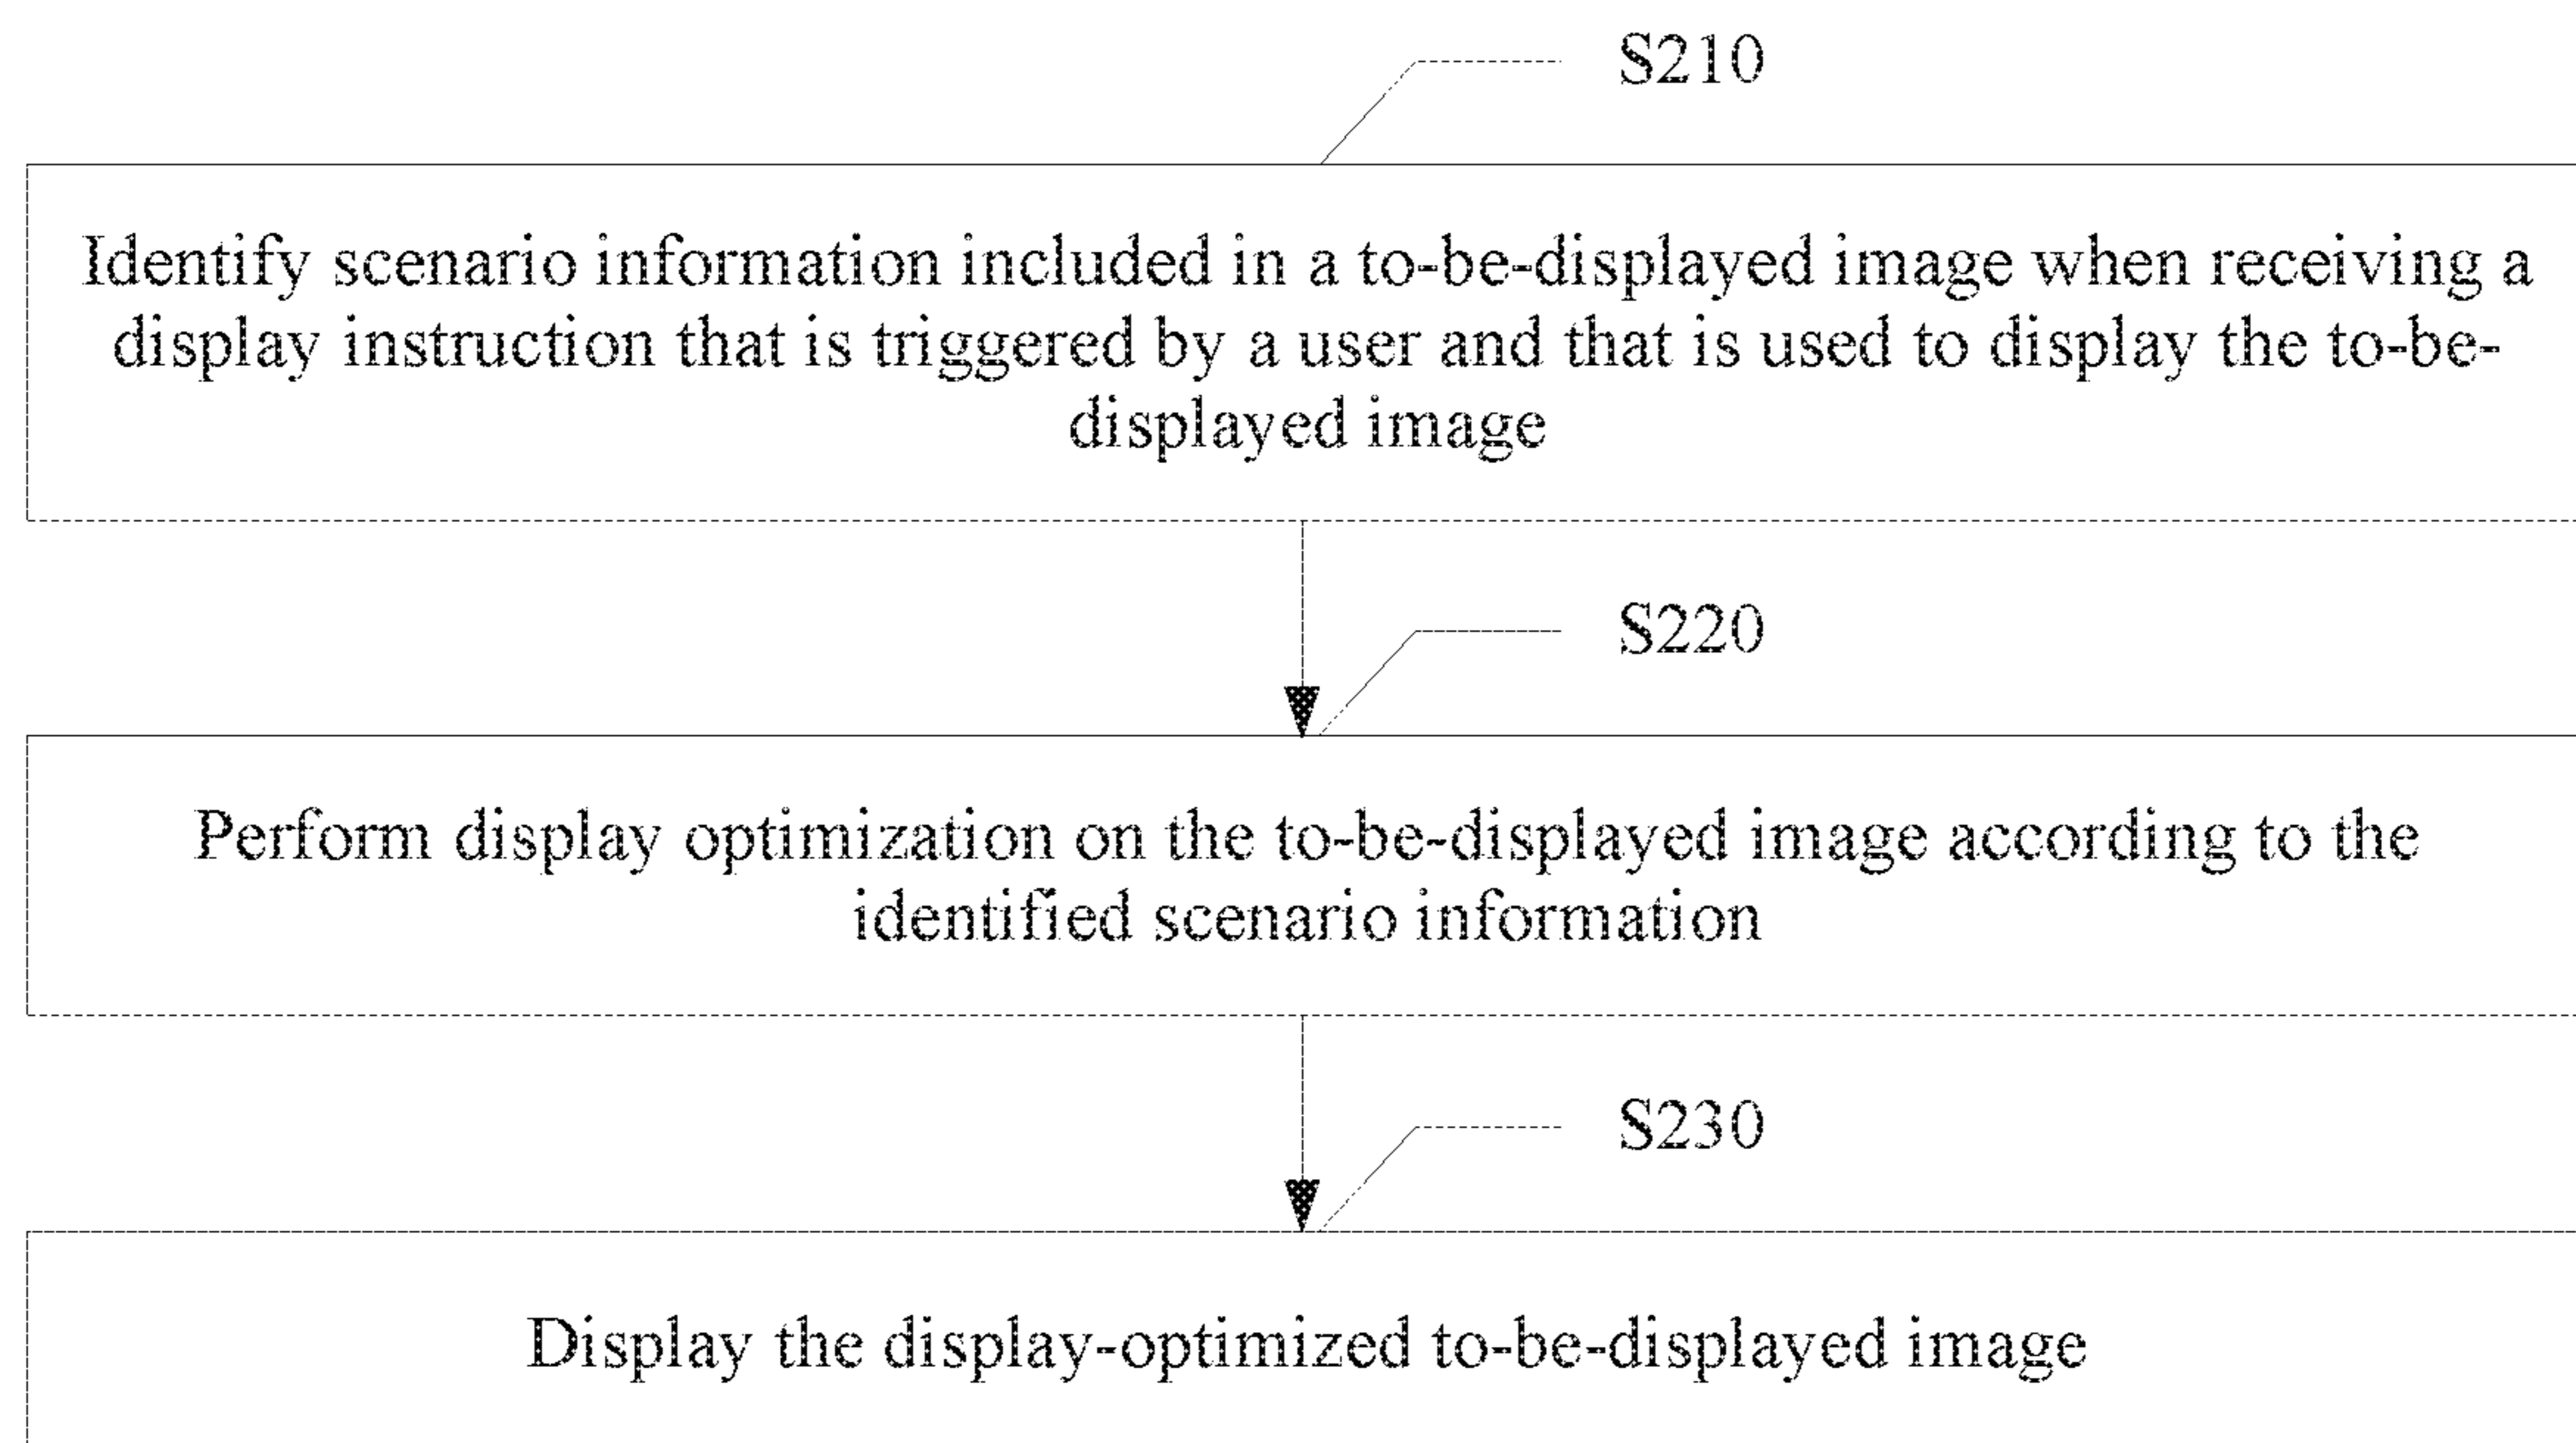 S210
Identify scenario information included in a to-be-displayed image when receiving a
display instruction that is triggered by a user and that is used to display the to-be-
displayed image
S220
Perform display optimization on the to-be-displayed image according to the
identified scenario information
S230
Display the display-optimized to-be-displayed image